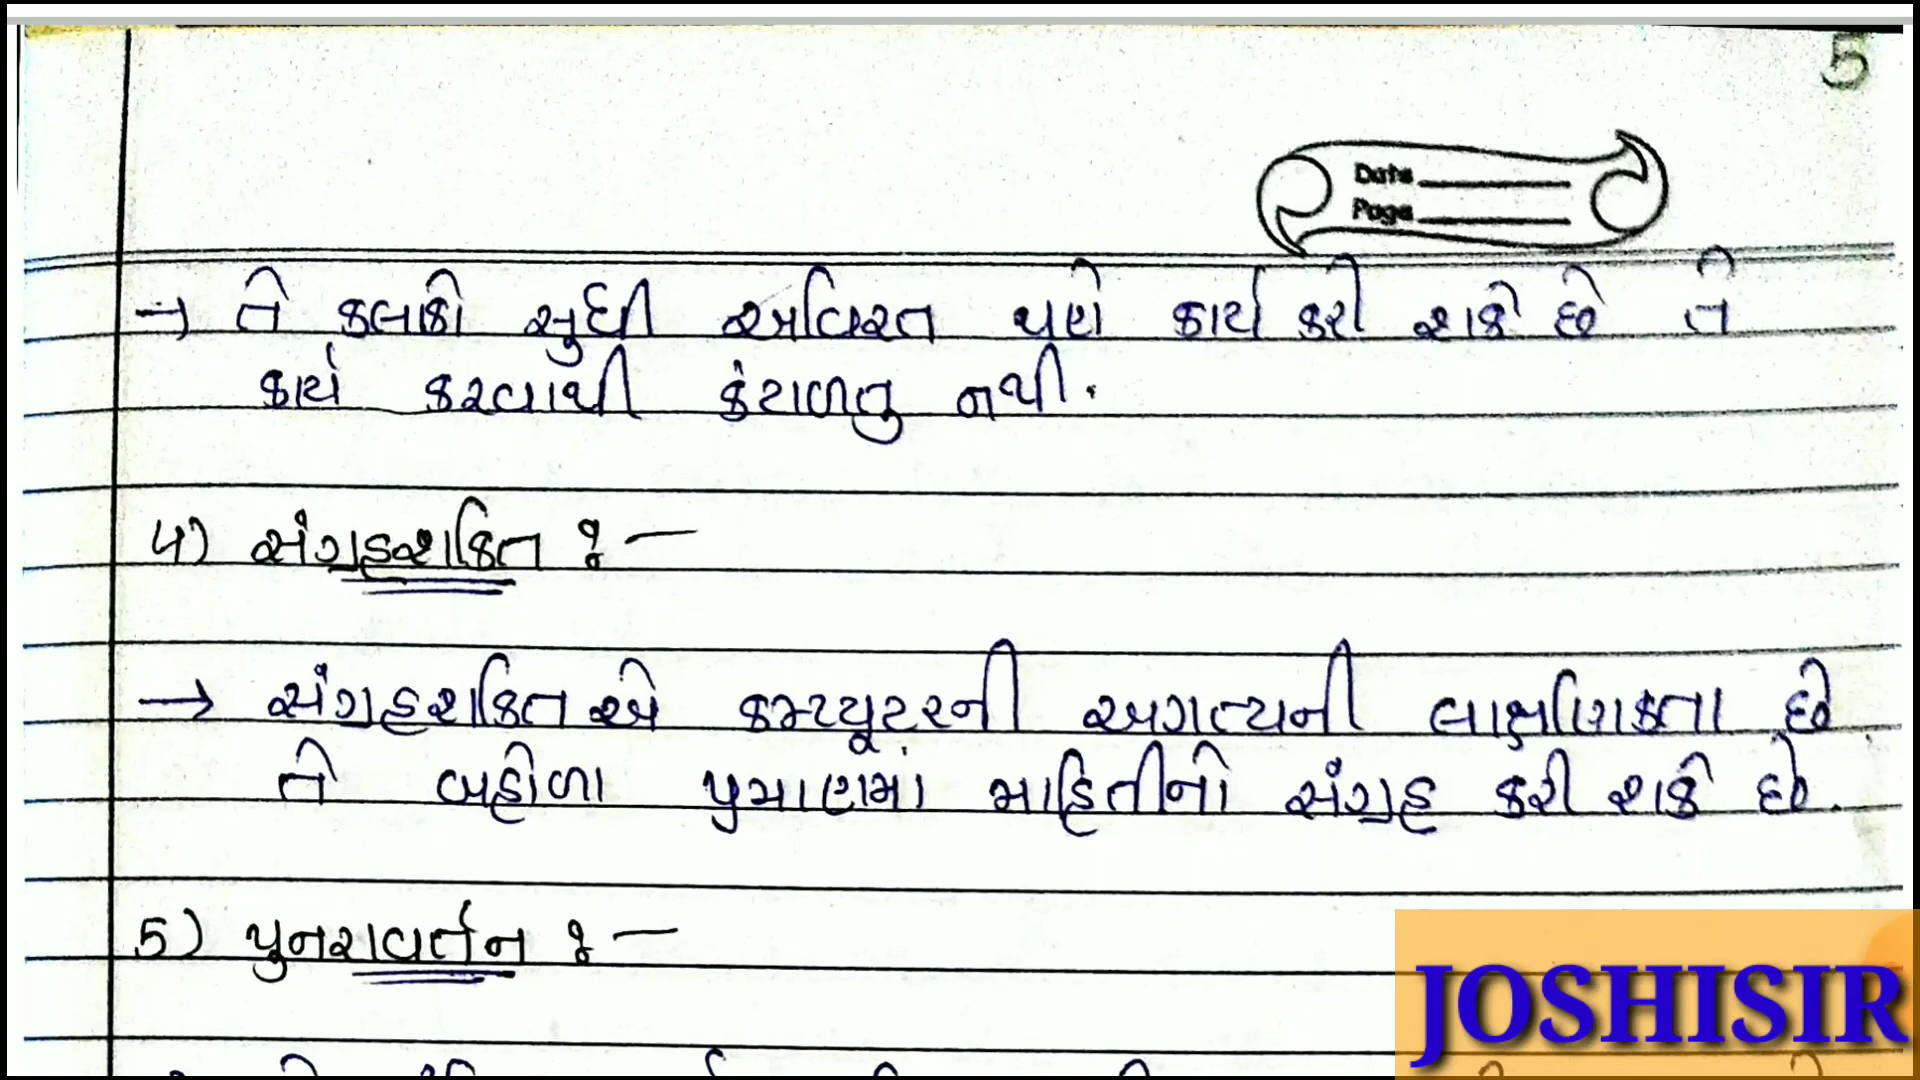 5
Date
Page
→ તે કલાકો સુધી અવિરત પણે કાર્ય કરી શકે છે તે
કાર્ય કરવાથી કંટાળતુ નથી.
4) સંગ્રહશક્તિ :-
→ સંગ્રહશક્તિ એ કમ્પ્યૂટરની અગત્યની લાક્ષણિકતા છે
તે બહોળા પ્રમાણમાં માહિતીનો સંગ્રહ કરી શકે છે.
5) પુનરાવર્તન :-
JOSHISIR